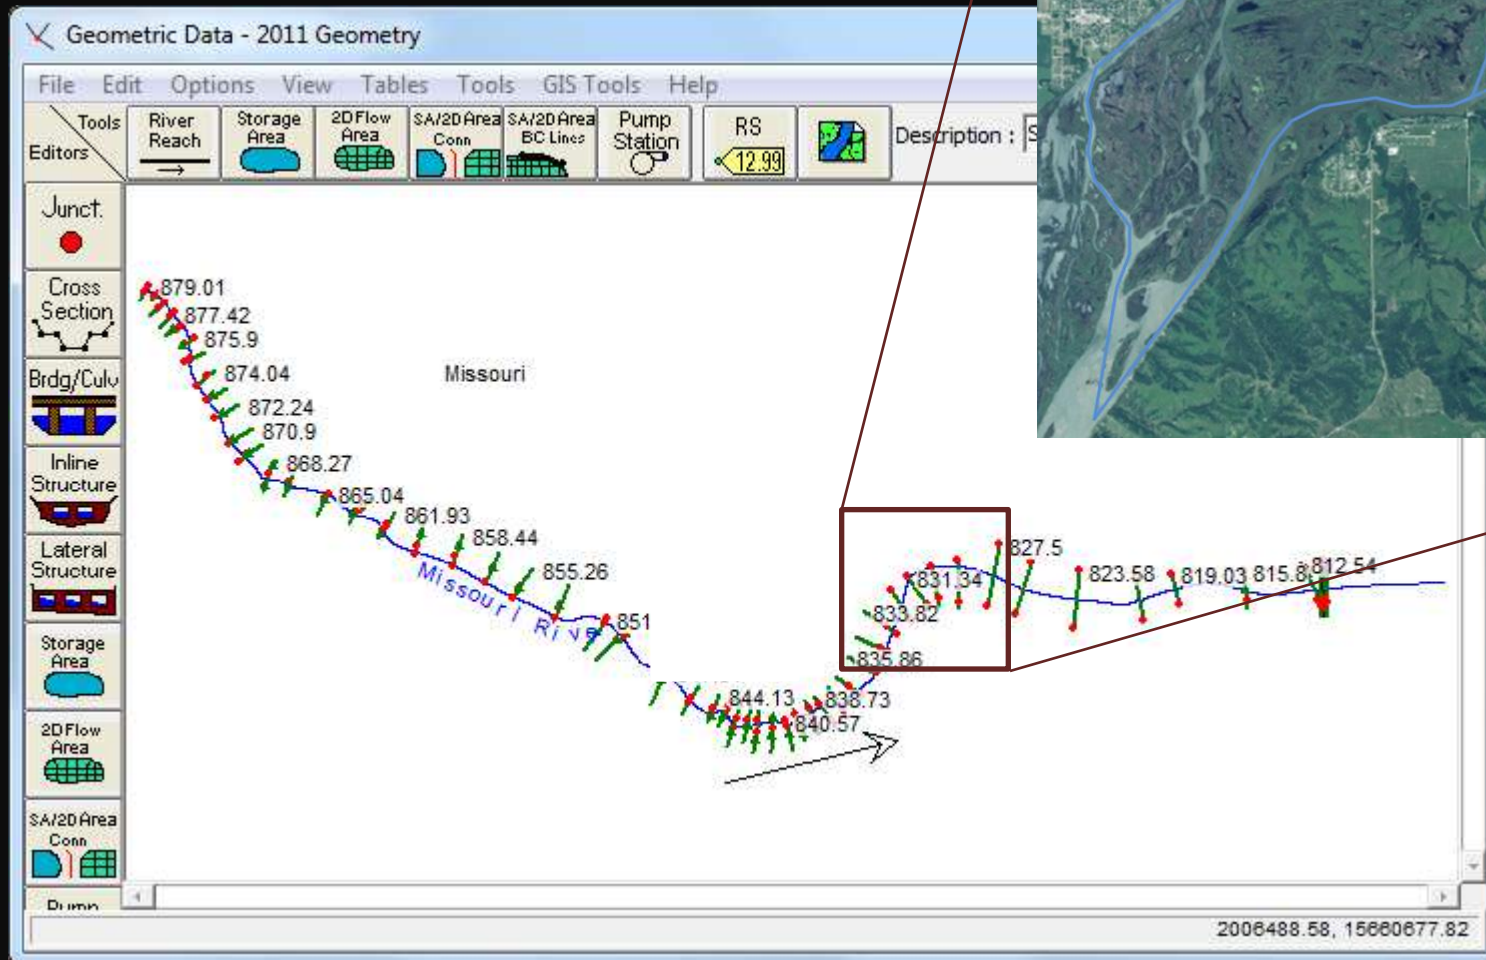 Geometric Data - 2011 Geometry
File Edit Options View Tables Tools GIS Tools Help
Tools
Editors
River
Reach
Storage
Area
2D Flow
Area
SA/2D Area
Conn
SA/2D Area
BC Lines
Pump
Station
RS
12.99
Description :
Junct.
Cross
Section
Brdg/Culv
Inline
Structure
Lateral
Structure
Storage
Area
2D Flow
Area
SA/2D Area
Conn
Pump
879.01
877.42
875.9
874.04
Missouri
872.24
870.9
868.27
865.04
861.93
858.44
855.26
Missouri River
851
844.13
840.57
838.73
835.86
833.82
831.34
827.5
823.58
819.03
812.54
2006488.58, 15660677.82